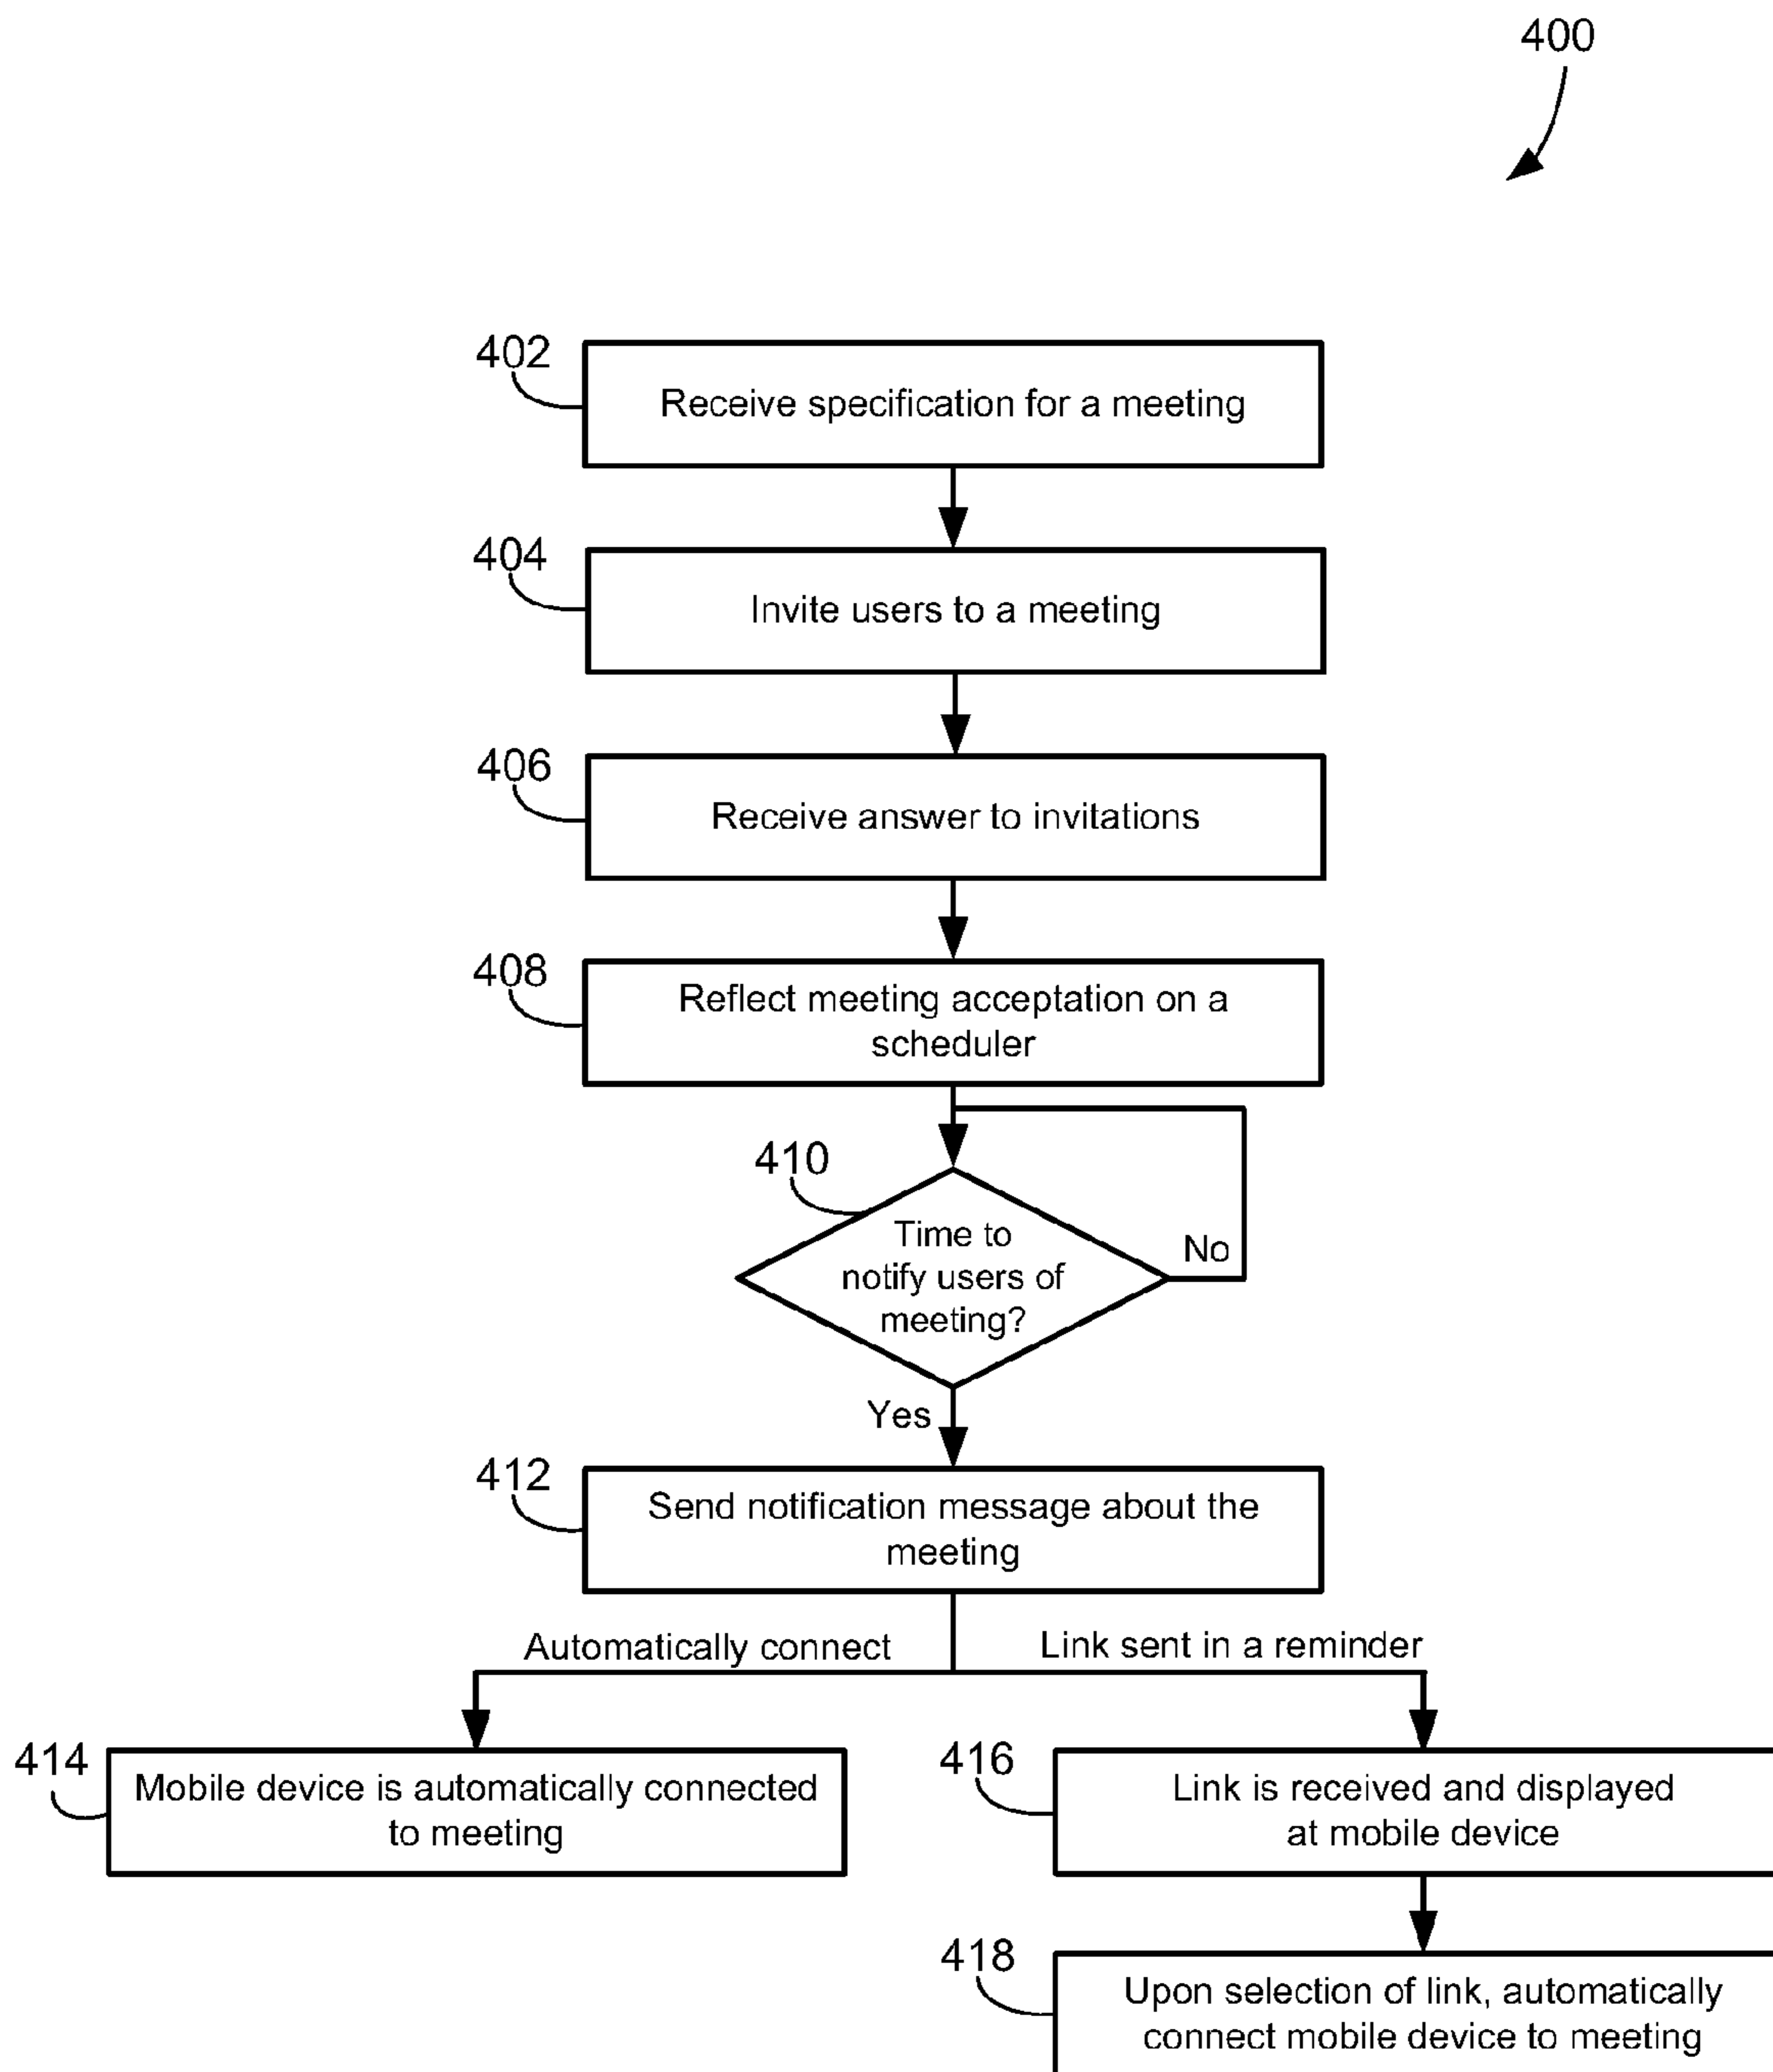 400
402
Receive specification for a meeting
404
Invite users to a meeting
406
Receive answer to invitations
408
Reflect meeting acceptation on a
scheduler
410
Time to
notify users of
meeting?
No
Yes
412
Send notification message about the
meeting
Automatically connect
Link sent in a reminder
414
Mobile device is automatically connected
to meeting
416
Link is received and displayed
at mobile device
418
Upon selection of link, automatically
connect mobile device to meeting